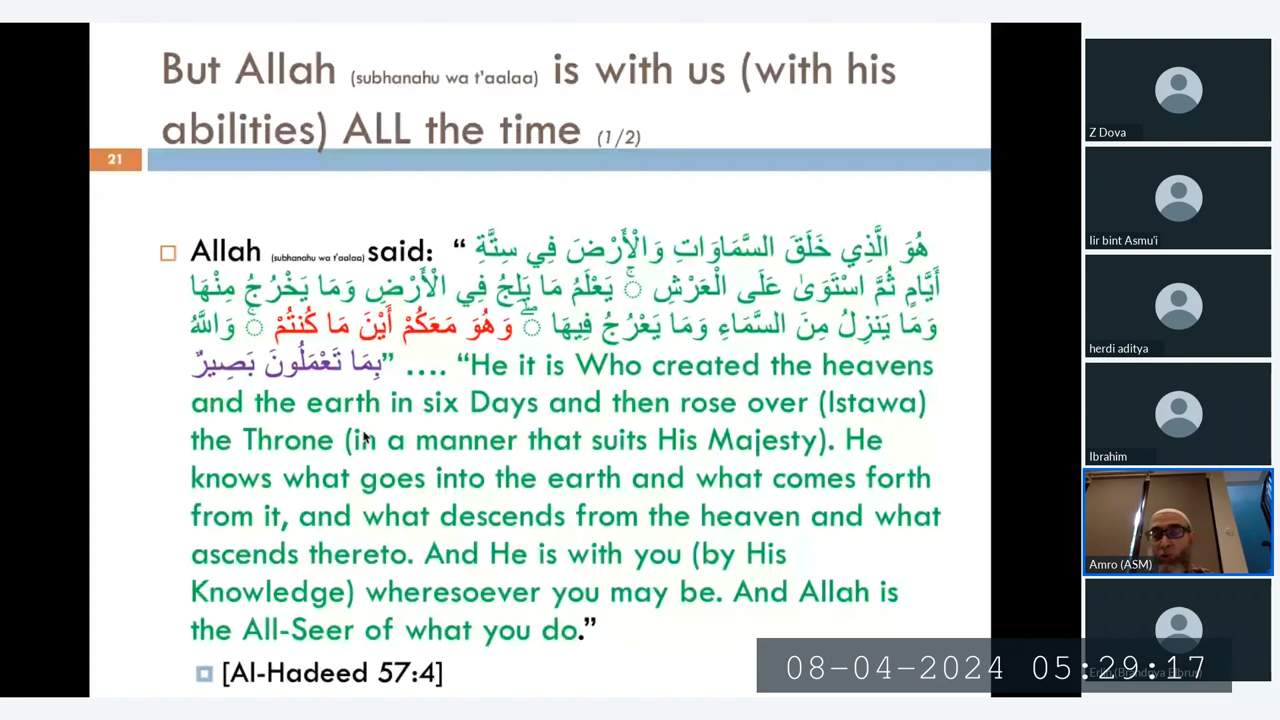 But Allah (subhanahu wa t'aalaa) is with us (with his
abilities) ALL the time (1/2)
21
Allah (subhanahu wa t'aalaa) said: “ هُوَ الَّذِي خَلَقَ السَّمَاوَاتِ وَالْأَرْضَ فِي سِتَّةِ
أَيَّامٍ ثُمَّ اسْتَوَىٰ عَلَى الْعَرْشِ ۚ يَعْلَمُ مَا يَلِجُ فِي الْأَرْضِ وَمَا يَخْرُجُ مِنْهَا
وَمَا يَنزِلُ مِنَ السَّمَاءِ وَمَا يَعْرُجُ فِيهَا ۖ وَهُوَ مَعَكُمْ أَيْنَ مَا كُنتُمْ ۚ وَاللَّهُ
بِمَا تَعْمَلُونَ بَصِيرٌ” .... “He it is Who created the heavens
and the earth in six Days and then rose over (Istawa)
the Throne (in a manner that suits His Majesty). He
knows what goes into the earth and what comes forth
from it, and what descends from the heaven and what
ascends thereto. And He is with you (by His
Knowledge) wheresoever you may be. And Allah is
the All-Seer of what you do.”
[Al-Hadeed 57:4]
Z Dova
Iir bint Asmu'i
herdi aditya
Ibrahim
Amro (ASM)
08-04-2024 05:29:17